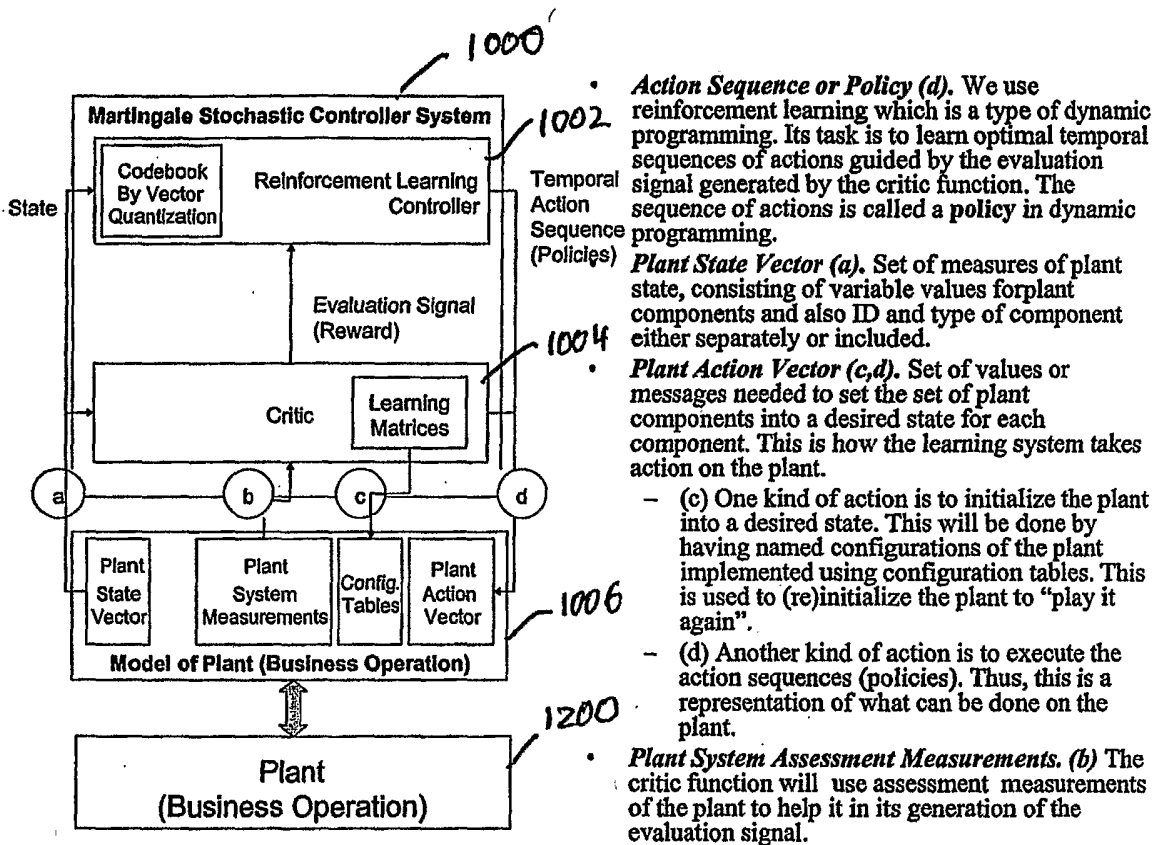 1000'
Martingale Stochastic Controller System
1002
Codebook
By Vector
Quantization
Reinforcement Learning
Controller
State
Temporal
Action
Sequence
(Policies)
Evaluation Signal
(Reward)
1004
Critic
Learning
Matrices
a
b
c
d
Plant
State
Vector
Plant
System
Measurements
Config.
Tables
Plant
Action
Vector
1006
Model of Plant (Business Operation)
1200
Plant
(Business Operation)
• Action Sequence or Policy (d). We use
reinforcement learning which is a type of dynamic
programming. Its task is to learn optimal temporal
sequences of actions guided by the evaluation
signal generated by the critic function. The
sequence of actions is called a policy in dynamic
programming.
Plant State Vector (a). Set of measures of plant
state, consisting of variable values forplant
components and also ID and type of component
either separately or included.
• Plant Action Vector (c,d). Set of values or
messages needed to set the set of plant
components into a desired state for each
component. This is how the learning system takes
action on the plant.
– (c) One kind of action is to initialize the plant
into a desired state. This will be done by
having named configurations of the plant
implemented using configuration tables. This
is used to (re)initialize the plant to “play it
again”.
– (d) Another kind of action is to execute the
action sequences (policies). Thus, this is a
representation of what can be done on the
plant.
• Plant System Assessment Measurements. (b) The
critic function will use assessment measurements
of the plant to help it in its generation of the
evaluation signal.